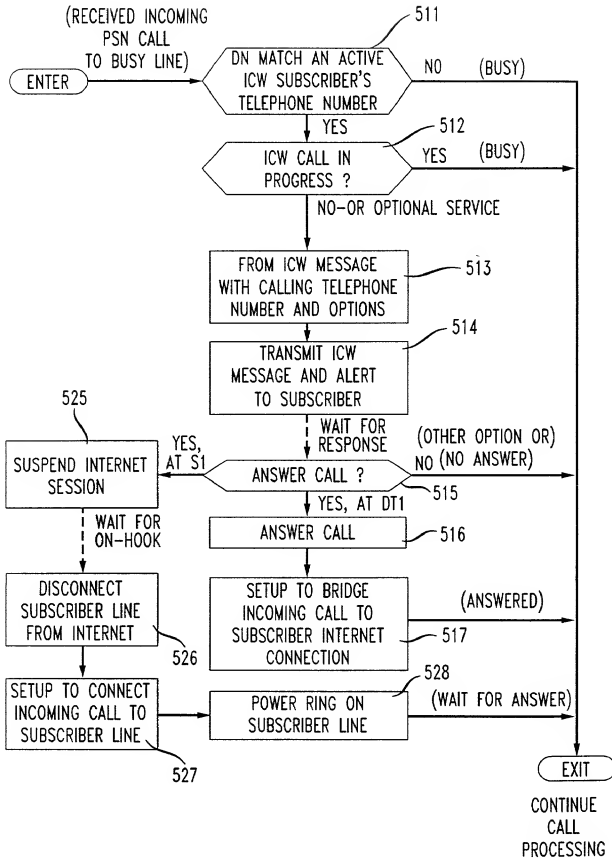 511
(RECEIVED INCOMING
PSN CALL
TO BUSY LINE)
ENTER
DN MATCH AN ACTIVE
ICW SUBSCRIBER'S
TELEPHONE NUMBER
NO (BUSY)
YES
512
ICW CALL IN
PROGRESS ?
YES (BUSY)
NO-OR OPTIONAL SERVICE
FROM ICW MESSAGE
WITH CALLING TELEPHONE
NUMBER AND OPTIONS
513
514
TRANSMIT ICW
MESSAGE AND ALERT
TO SUBSCRIBER
WAIT FOR
RESPONSE
525
YES,
AT S1
SUSPEND INTERNET
SESSION
ANSWER CALL ?
(OTHER OPTION OR)
NO (NO ANSWER)
515
YES, AT DT1
WAIT FOR
ON-HOOK
ANSWER CALL
516
DISCONNECT
SUBSCRIBER LINE
FROM INTERNET
526
SETUP TO BRIDGE
INCOMING CALL TO
SUBSCRIBER INTERNET
CONNECTION
(ANSWERED)
517
SETUP TO CONNECT
INCOMING CALL TO
SUBSCRIBER LINE
527
528
POWER RING ON
SUBSCRIBER LINE
(WAIT FOR ANSWER)
EXIT
CONTINUE
CALL
PROCESSING